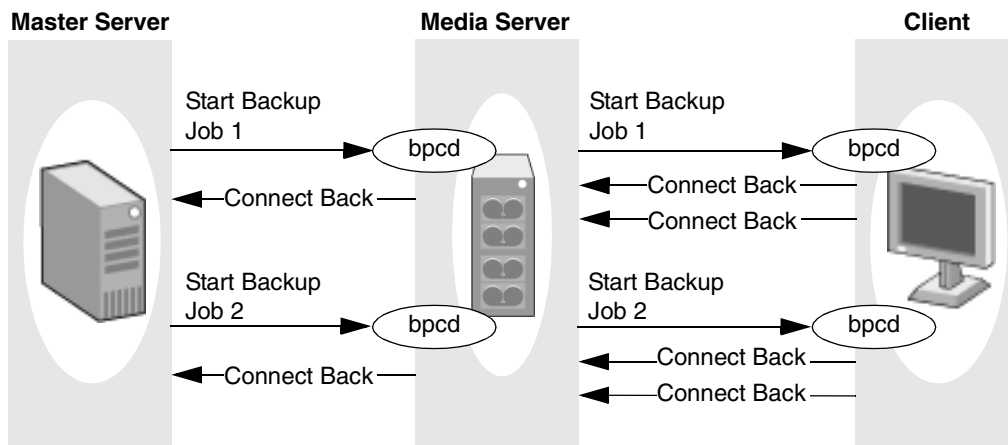 Master Server
Media Server
Client
Start Backup
Job 1
bpcd
Start Backup
Job 1
bpcd
Connect Back
Connect Back
Connect Back
Start Backup
Job 2
bpcd
Start Backup
Job 2
bpcd
Connect Back
Connect Back
Connect Back